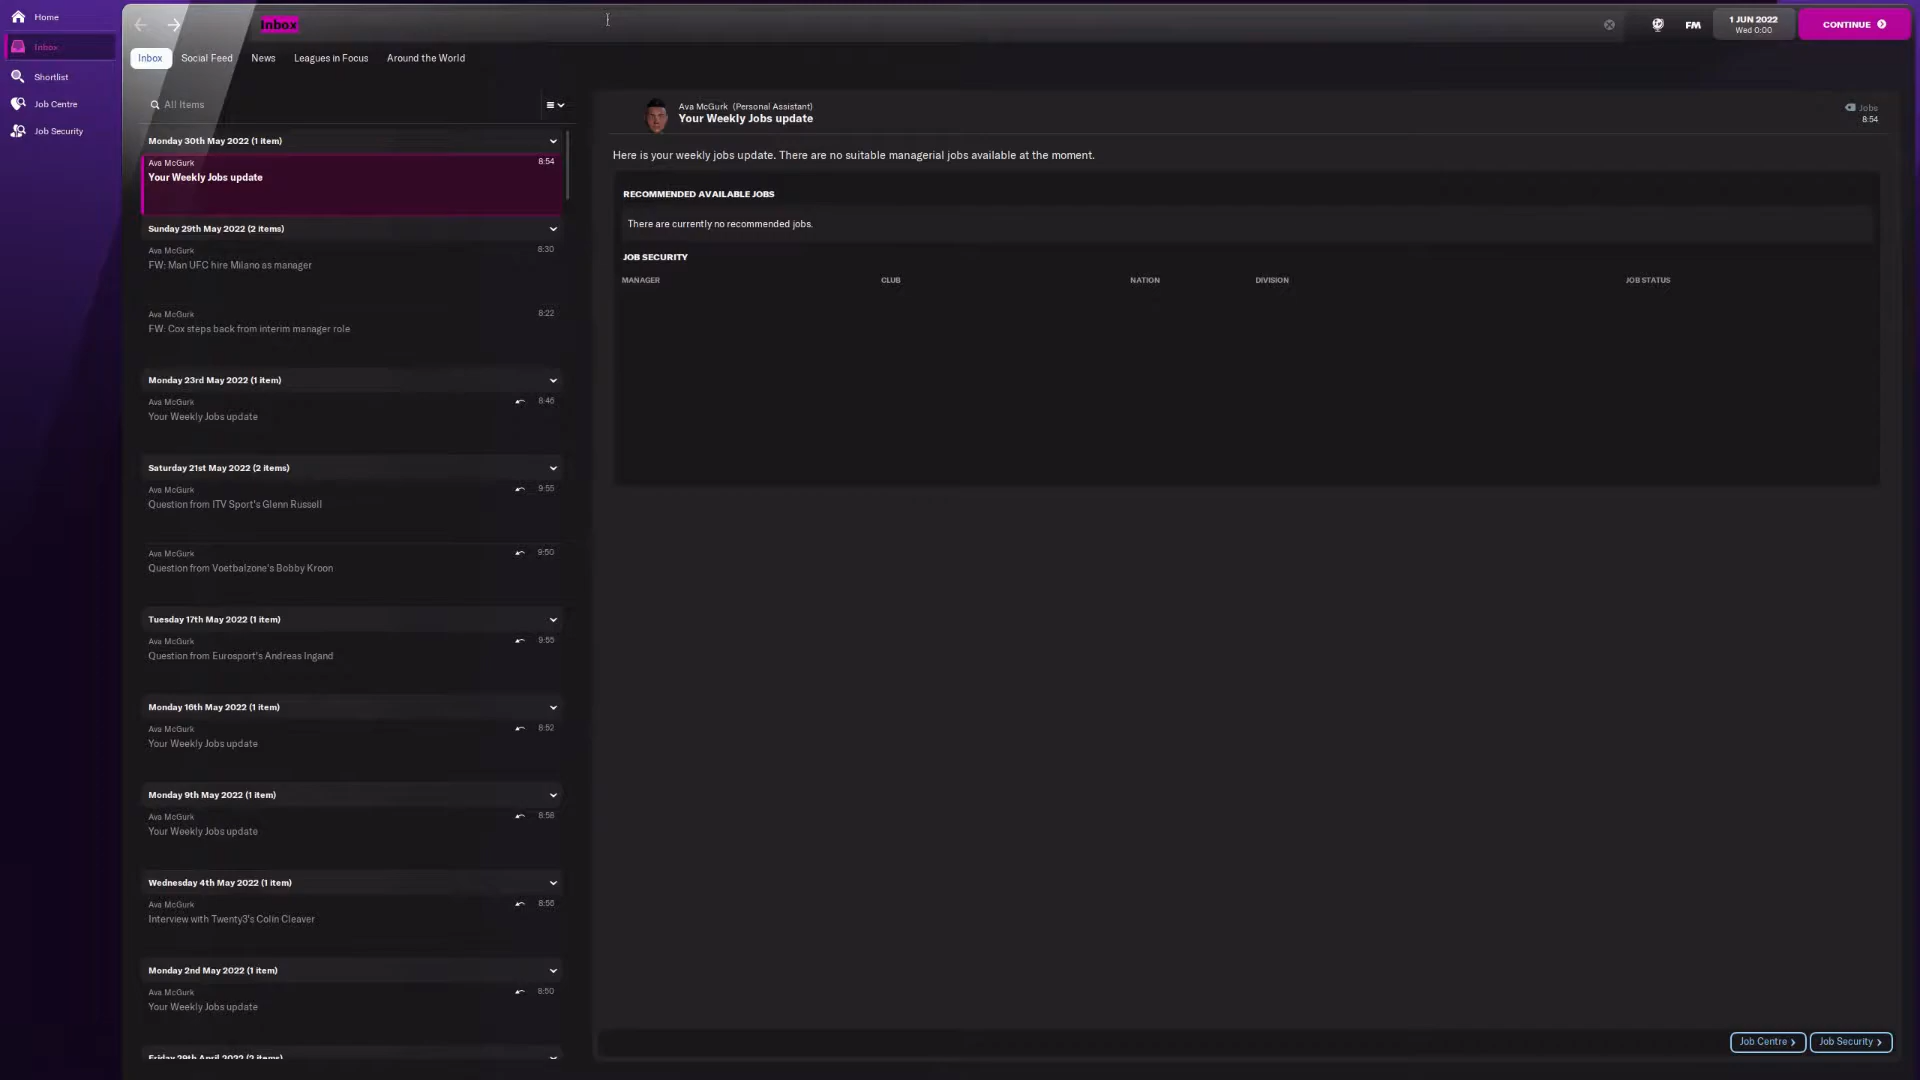 Home
Inbox
Shortlist
Job Centre
Job Security
Inbox
FM
1 JUN 2022
Wed 0:00
CONTINUE
Inbox
Social Feed
News
Leagues in Focus
Around the World
All Items
Monday 30th May 2022 (1 item)
Ava McGurk
8:54
Your Weekly Jobs update
Sunday 29th May 2022 (2 items)
Ava McGurk
8:30
FW: Man UFC hire Milano as manager
Ava McGurk
8:22
FW: Cox steps back from interim manager role
Monday 23rd May 2022 (1 item)
Ava McGurk
8:46
Your Weekly Jobs update
Saturday 21st May 2022 (2 items)
Ava McGurk
9:55
Question from ITV Sport's Glenn Russell
Ava McGurk
9:50
Question from Voetbalzone's Bobby Kroon
Tuesday 17th May 2022 (1 item)
Ava McGurk
9:55
Question from Eurosport's Andreas Ingand
Monday 16th May 2022 (1 item)
Ava McGurk
8:52
Your Weekly Jobs update
Monday 9th May 2022 (1 item)
Ava McGurk
8:58
Your Weekly Jobs update
Wednesday 4th May 2022 (1 item)
Ava McGurk
8:56
Interview with Twenty3's Colin Cleaver
Monday 2nd May 2022 (1 item)
Ava McGurk
8:50
Your Weekly Jobs update
Friday 29th April 2022 (2 items)
Ava McGurk (Personal Assistant)
Your Weekly Jobs update
Jobs
8:54
Here is your weekly jobs update. There are no suitable managerial jobs available at the moment.
RECOMMENDED AVAILABLE JOBS
There are currently no recommended jobs.
JOB SECURITY
MANAGER CLUB NATION DIVISION JOB STATUS
Job Centre
Job Security